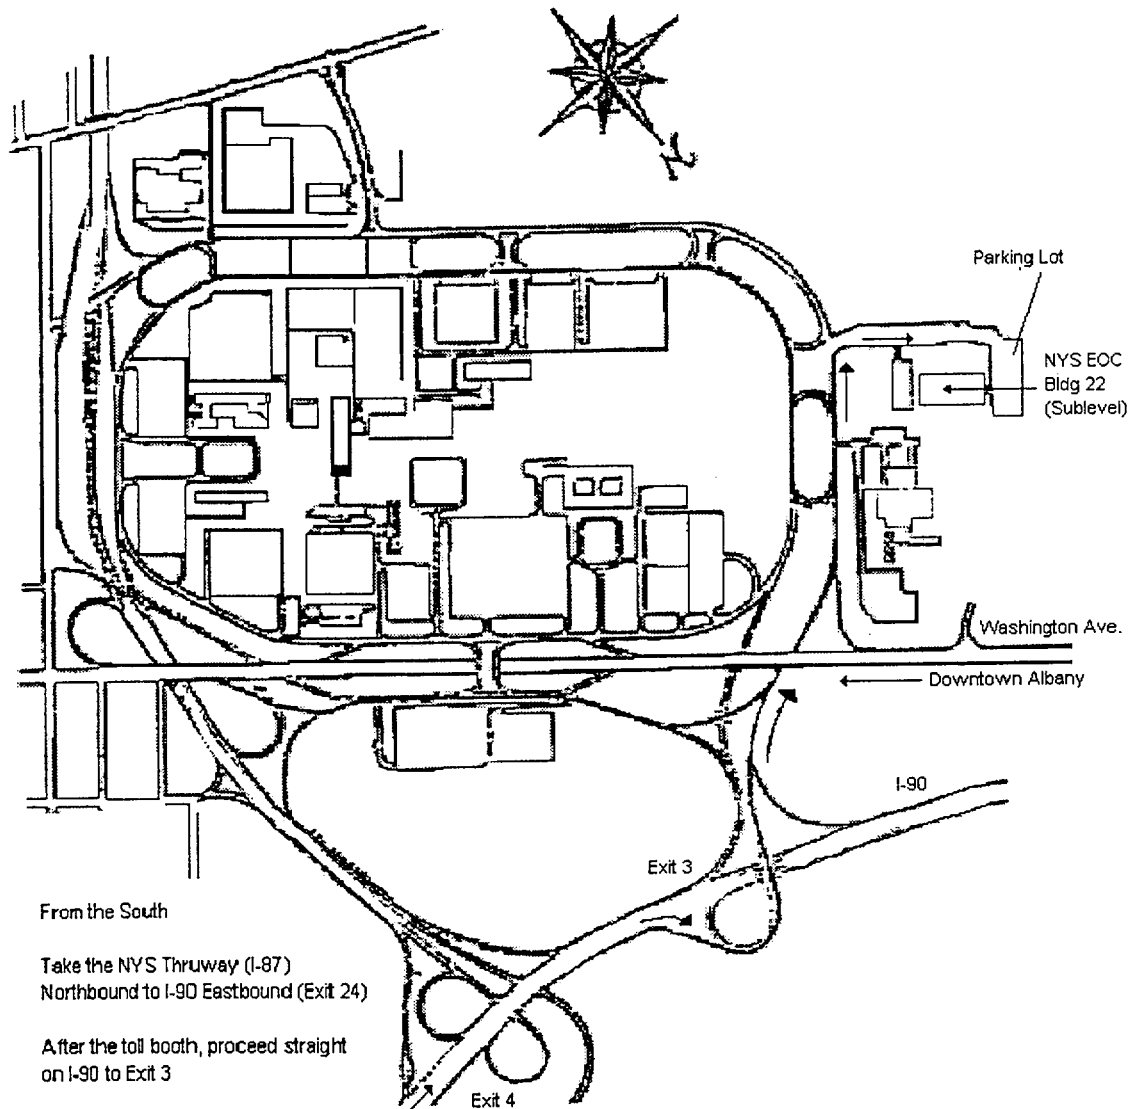 N
Parking Lot
NYS EOC
Bldg 22
(Sublevel)
Washington Ave.
Downtown Albany
I-90
Exit 3
From the South
Take the NYS Thruway (I-87)
Northbound to I-90 Eastbound (Exit 24)
After the toll booth, proceed straight
on I-90 to Exit 3
Exit 4